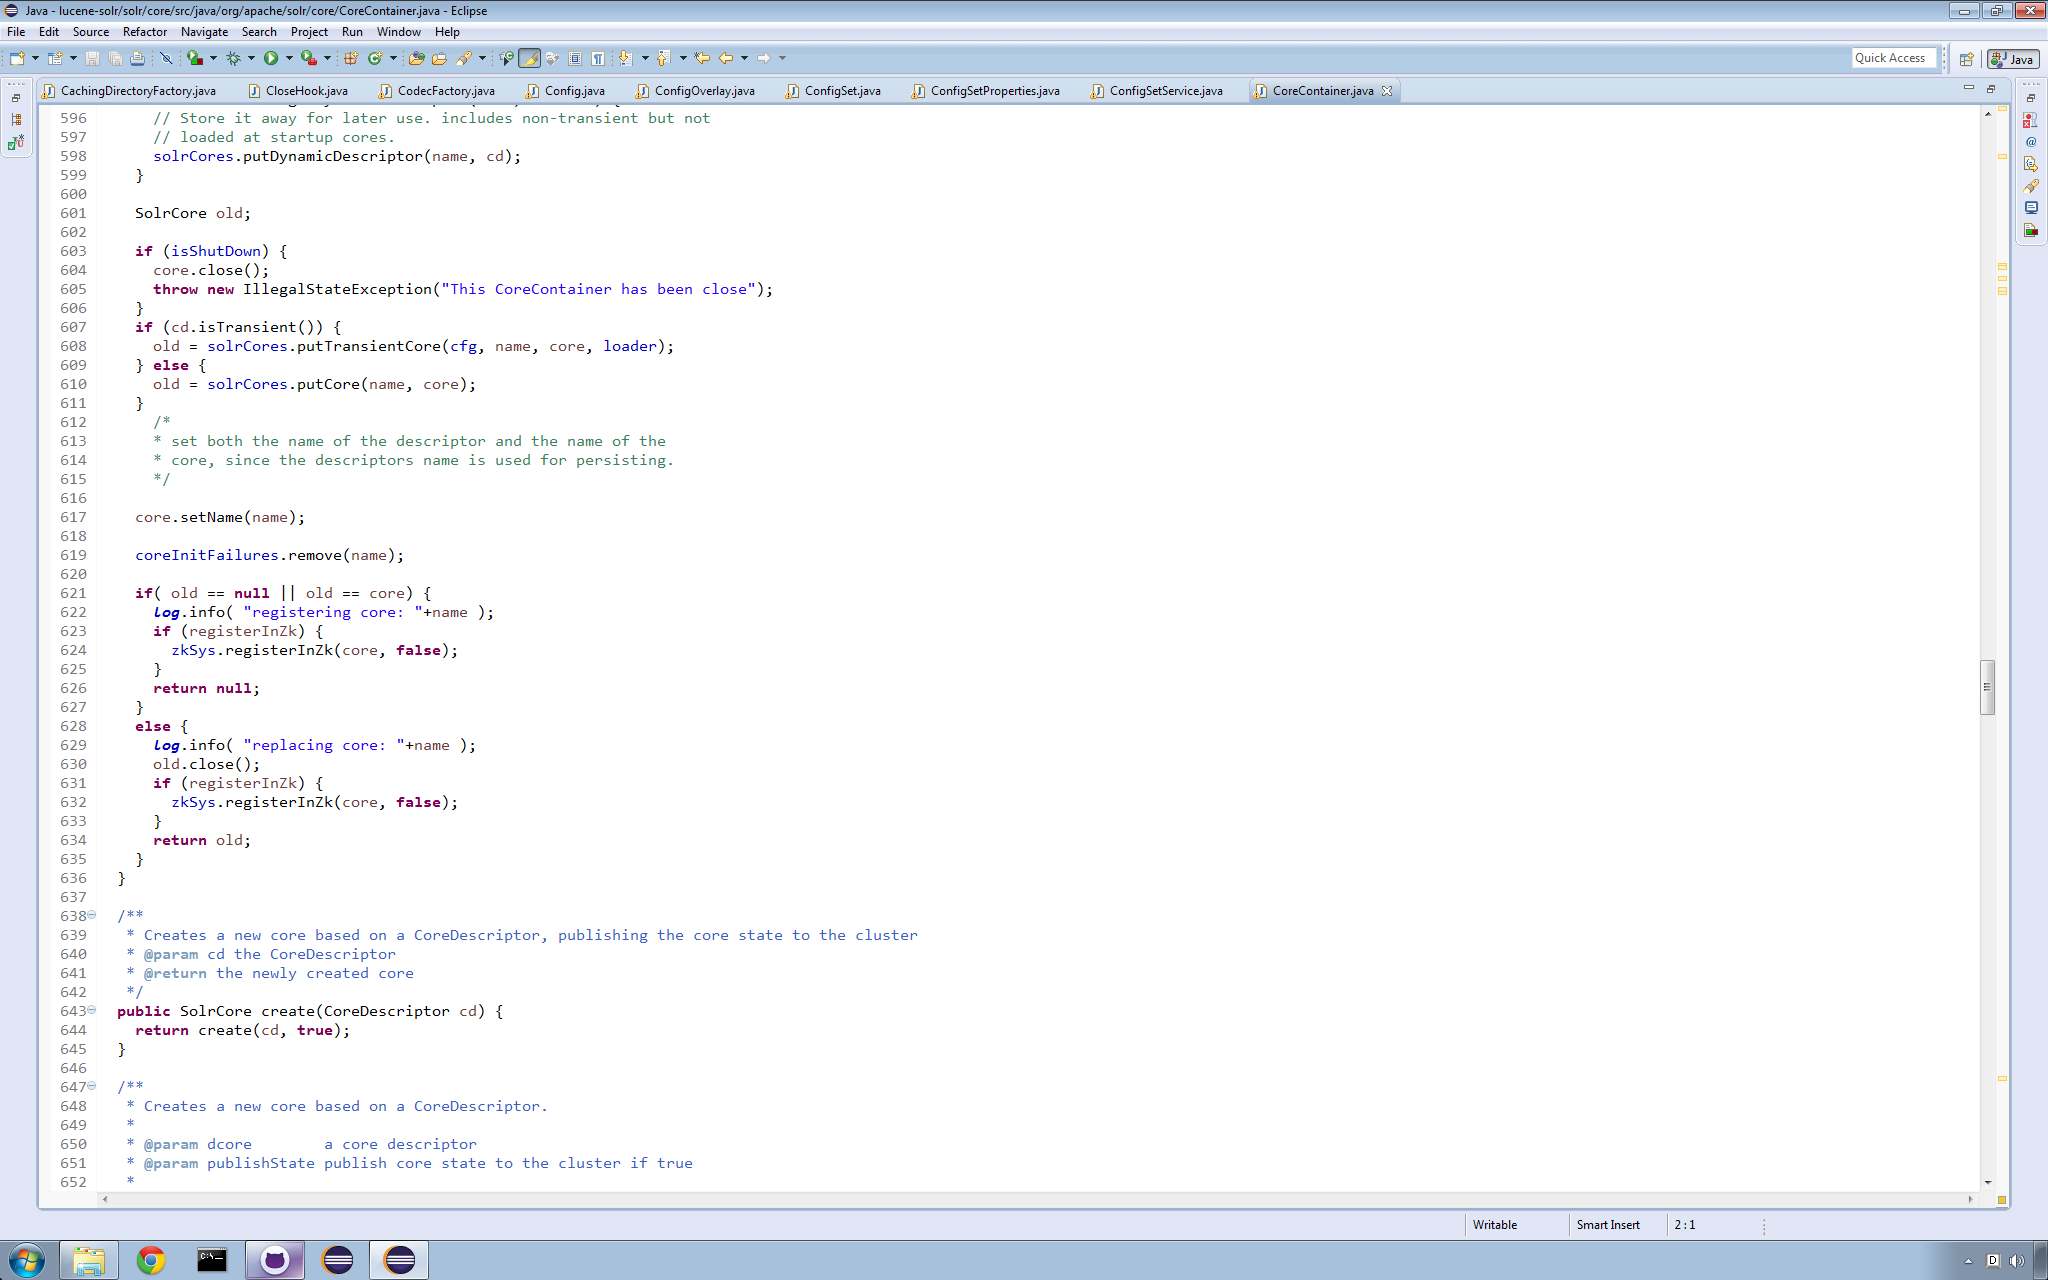 Java - lucene-solr/solr/core/src/java/org/apache/solr/core/CoreContainer.java - Eclipse
File Edit Source Refactor Navigate Search Project Run Window Help
Quick Access Java
CachingDirectoryFactory.java CloseHook.java CodecFactory.java Config.java ConfigOverlay.java ConfigSet.java ConfigSetProperties.java ConfigSetService.java CoreContainer.java
596 // Store it away for later use. includes non-transient but not
597 // loaded at startup cores.
598 solrCores.putDynamicDescriptor(name, cd);
599 }
600
601 SolrCore old;
602
603 if (isShutDown) {
604 core.close();
605 throw new IllegalStateException("This CoreContainer has been close");
606 }
607 if (cd.isTransient()) {
608 old = solrCores.putTransientCore(cfg, name, core, loader);
609 } else {
610 old = solrCores.putCore(name, core);
611 }
612 /*
613 * set both the name of the descriptor and the name of the
614 * core, since the descriptors name is used for persisting.
615 */
616
617 core.setName(name);
618
619 coreInitFailures.remove(name);
620
621 if( old == null || old == core) {
622 log.info( "registering core: "+name );
623 if (registerInZk) {
624 zkSys.registerInZk(core, false);
625 }
626 return null;
627 }
628 else {
629 log.info( "replacing core: "+name );
630 old.close();
631 if (registerInZk) {
632 zkSys.registerInZk(core, false);
633 }
634 return old;
635 }
636 }
637
638 /**
639 * Creates a new core based on a CoreDescriptor, publishing the core state to the cluster
640 * @param cd the CoreDescriptor
641 * @return the newly created core
642 */
643 public SolrCore create(CoreDescriptor cd) {
644 return create(cd, true);
645 }
646
647 /**
648 * Creates a new core based on a CoreDescriptor.
649 *
650 * @param dcore a core descriptor
651 * @param publishState publish core state to the cluster if true
652 *
Writable Smart Insert 2 : 1